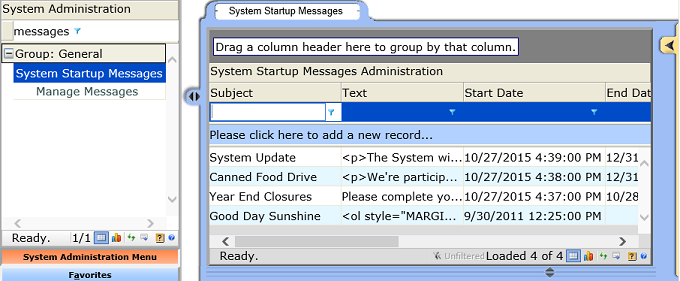 System Administration
messages
Group: General
System Startup Messages
Manage Messages
Ready. 1/1
System Administration Menu
Favorites
System Startup Messages
Drag a column header here to group by that column.
System Startup Messages Administration
Subject Text Start Date End Dat
Please click here to add a new record...
System Update <p>The System wi... 10/27/2015 4:39:00 PM 12/31
Canned Food Drive <p>We're particip... 10/27/2015 4:38:00 PM 12/31
Year End Closures Please complete yo... 10/27/2015 4:37:00 PM 10/28
Good Day Sunshine <ol style="MARGI... 9/30/2011 12:25:00 PM
Ready. Unfiltered Loaded 4 of 4